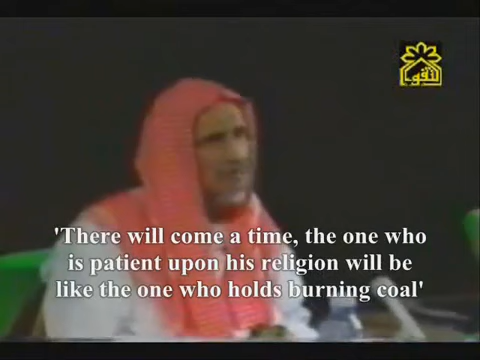 التقوى
'There will come a time, the one who
is patient upon his religion will be
like the one who holds burning coal'